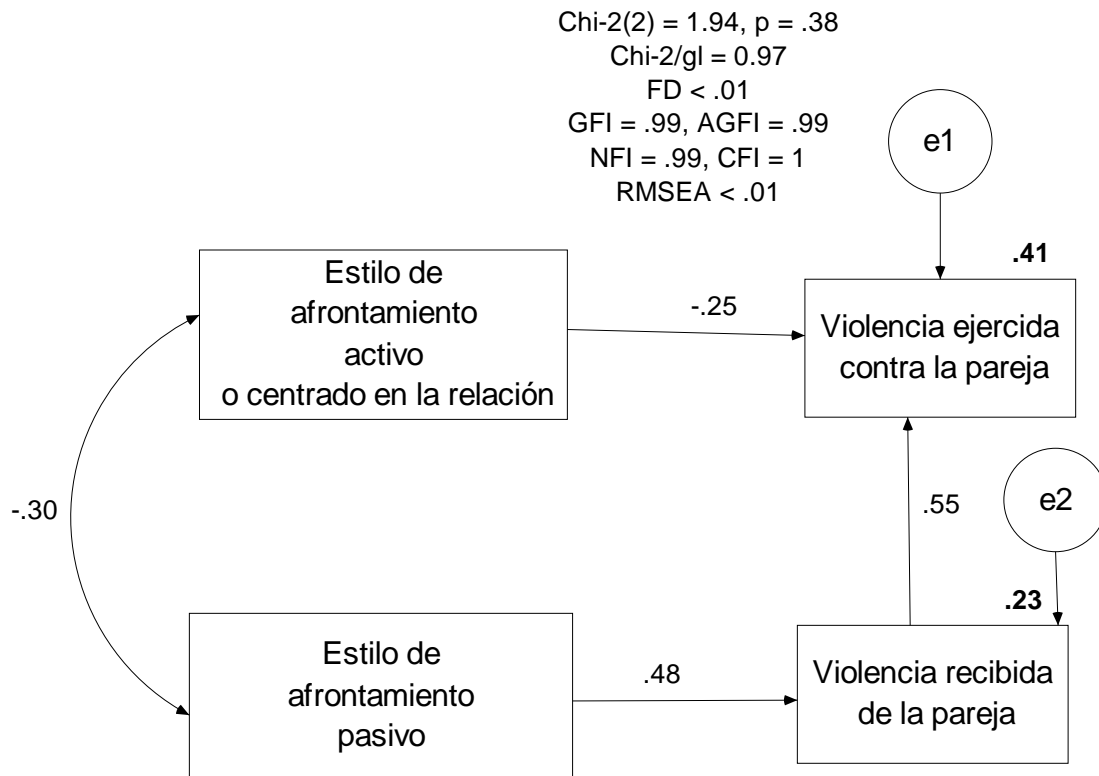 Chi-2(2) = 1.94, p = .38
Chi-2/gl = 0.97
FD < .01
GFI = .99, AGFI = .99
NFI = .99, CFI = 1
RMSEA < .01
e1
.41
Estilo de
afrontamiento
activo
o centrado en la relación
-.25
Violencia ejercida
contra la pareja
-.30
.55
e2
.23
Estilo de
afrontamiento
pasivo
.48
Violencia recibida
de la pareja